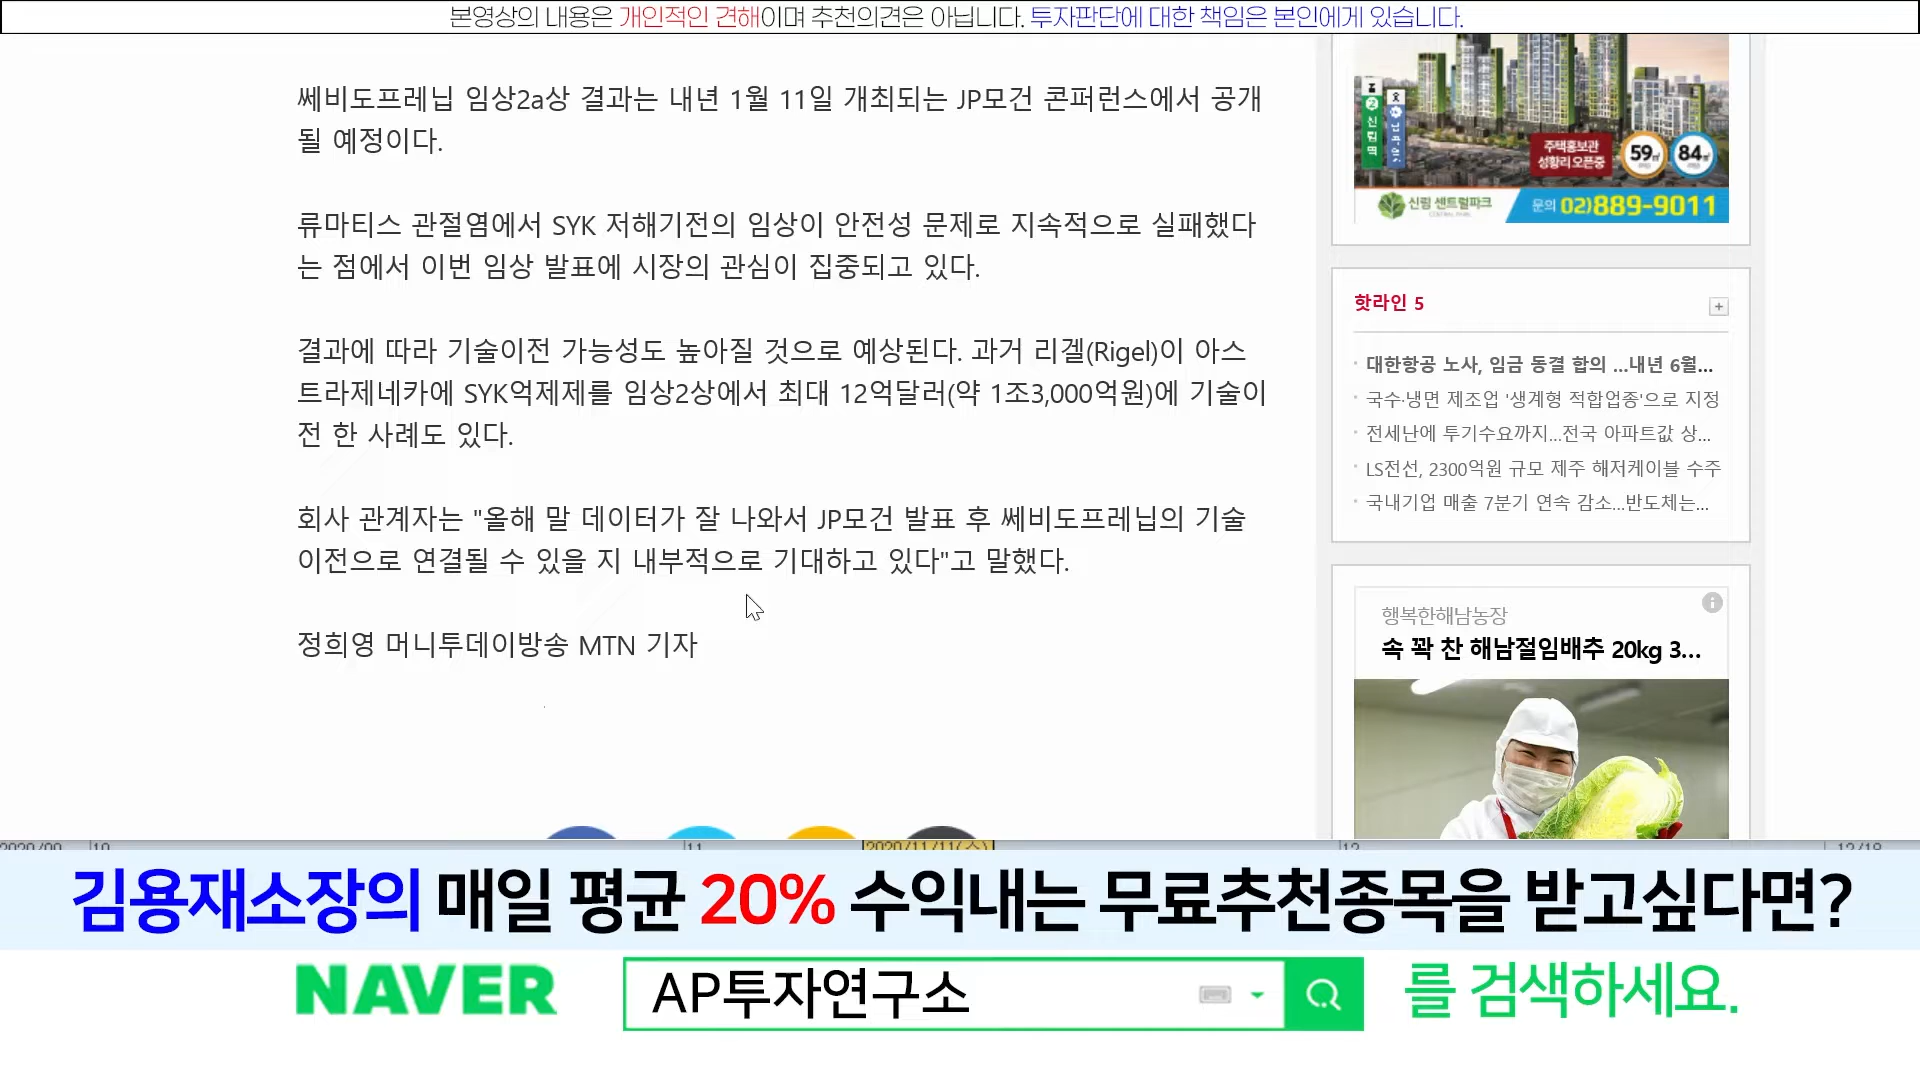 본영상의 내용은 개인적인 견해이며 추천의견은 아닙니다. 투자판단에 대한 책임은 본인에게 있습니다.
쎄비도프레닙 임상2a상 결과는 내년 1월 11일 개최되는 JP모건 콘퍼런스에서 공개
될 예정이다.
류마티스 관절염에서 SYK 저해기전의 임상이 안전성 문제로 지속적으로 실패했다
는 점에서 이번 임상 발표에 시장의 관심이 집중되고 있다.
결과에 따라 기술이전 가능성도 높아질 것으로 예상된다. 과거 리겔(Rigel)이 아스
트라제네카에 SYK억제제를 임상2상에서 최대 12억달러(약 1조3,000억원)에 기술이
전 한 사례도 있다.
회사 관계자는 "올해 말 데이터가 잘 나와서 JP모건 발표 후 쎄비도프레닙의 기술
이전으로 연결될 수 있을 지 내부적으로 기대하고 있다"고 말했다.
정희영 머니투데이방송 MTN 기자
2 신림역
주택홍보관
성황리 오픈중
59㎡ 84㎡
신림 센트럴파크
CENTRAL PARK
문의 02)889-9011
핫라인 5
대한항공 노사, 임금 동결 합의 ...내년 6월...
국수·냉면 제조업 '생계형 적합업종'으로 지정
전세난에 투기수요까지...전국 아파트값 상...
LS전선, 2300억원 규모 제주 해저케이블 수주
국내기업 매출 7분기 연속 감소...반도체는...
행복한해남농장
속 꽉 찬 해남절임배추 20kg 3...
2020/09 10 11 2020/11/11(수) 12 12/18
김용재소장의 매일 평균 20% 수익내는 무료추천종목을 받고싶다면?
NAVER AP투자연구소 를 검색하세요.